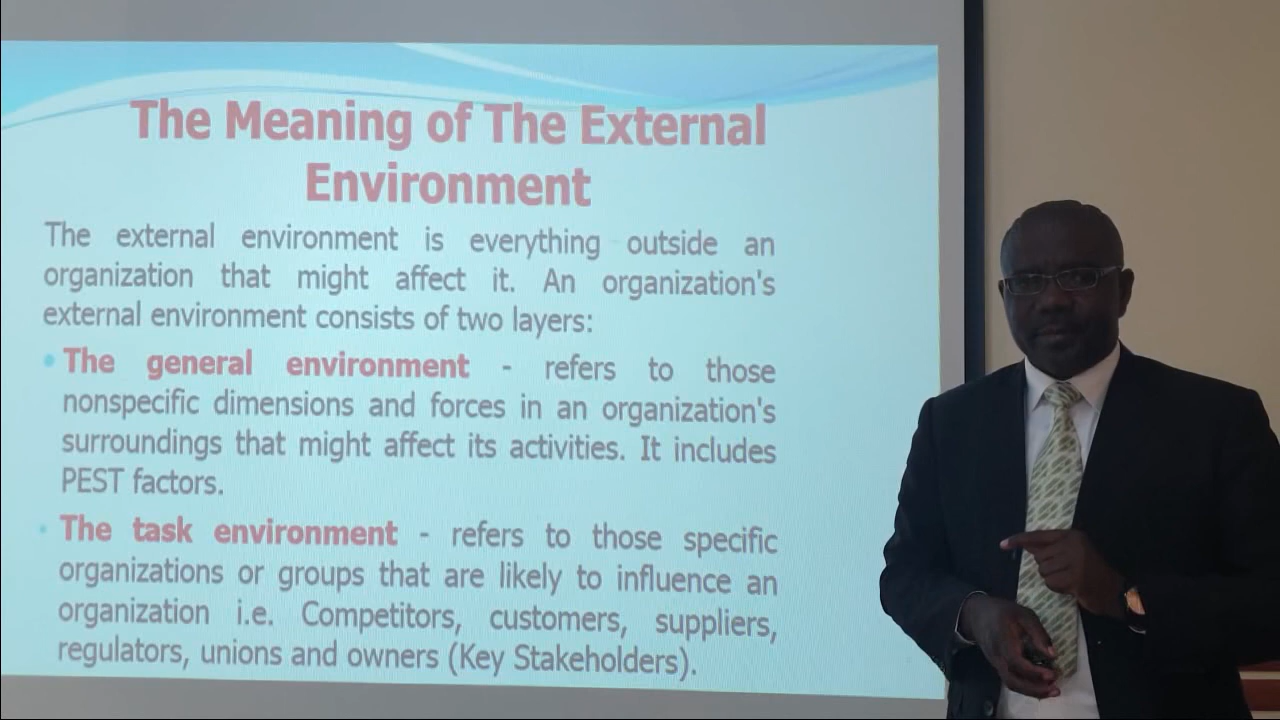 The Meaning of The External
Environment
The external environment is everything outside an
organization that might affect it. An organization's
external environment consists of two layers:
The general environment - refers to those
nonspecific dimensions and forces in an organization's
surroundings that might affect its activities. It includes
PEST factors.
The task environment - refers to those specific
organizations or groups that are likely to influence an
organization i.e. Competitors, customers, suppliers,
regulators, unions and owners (Key Stakeholders).